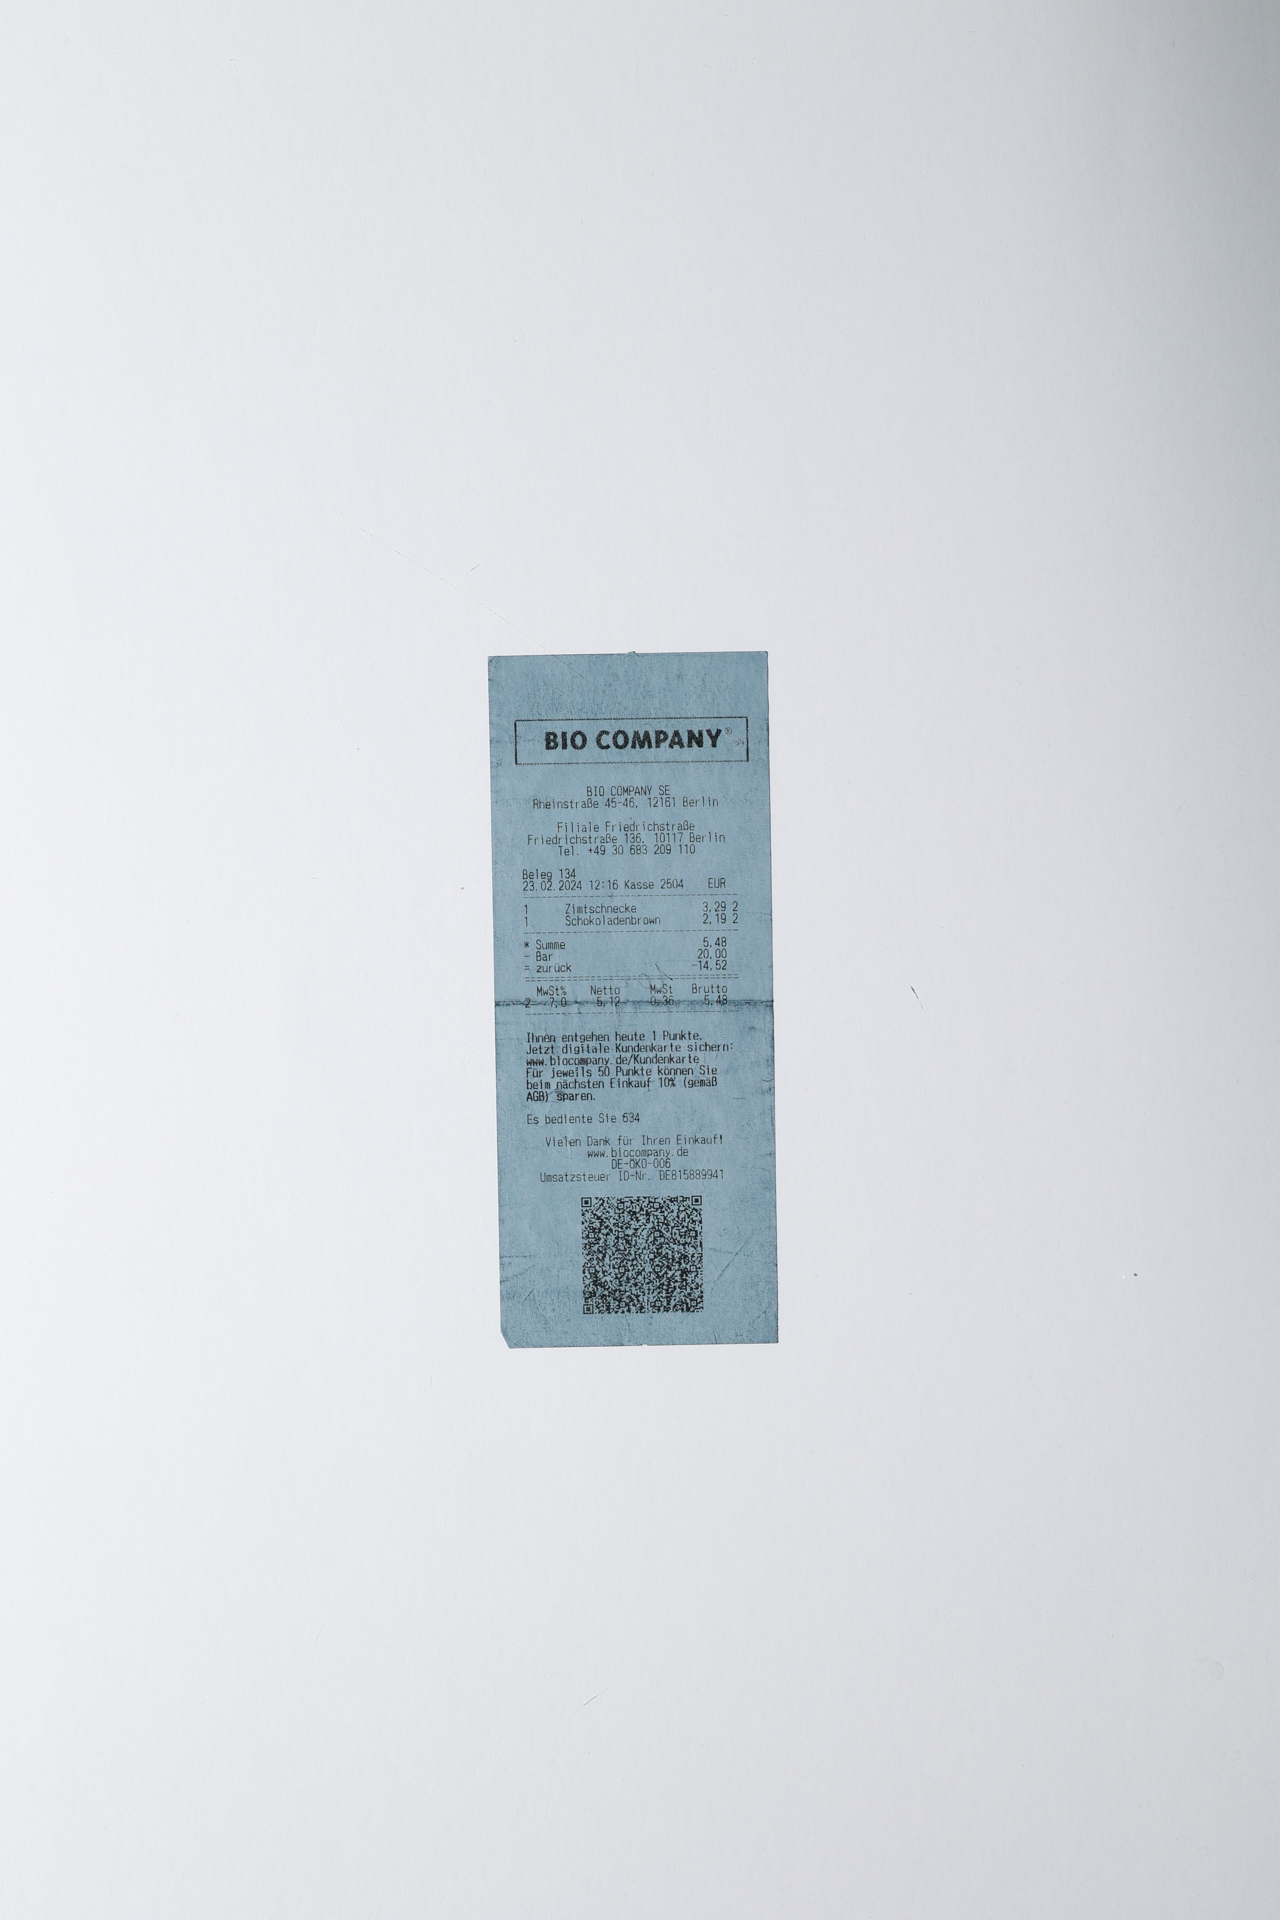 BIO COMPANY®
BIO COMPANY SE
Rheinstraße 45-46, 12161 Berlin
Filiale Friedrichstraße
Friedrichstraße 136, 10117 Berlin
Tel. +49 30 683 209 110
Beleg 134
23.02.2024 12:16 Kasse 2504 EUR
1 Zimtschnecke 3,29 2
1 Schokoladenbrown 2,19 2
* Summe 5,48
- Bar 20,00
= zurück -14,52
MwSt% Netto MwSt Brutto
2 7,0 5,12 0,36 5,48
Ihnen entgehen heute 1 Punkte.
Jetzt digitale Kundenkarte sichern:
www.biocompany.de/Kundenkarte
Für jeweils 50 Punkte können Sie
beim nächsten Einkauf 10% (gemäß
AGB) sparen.
Es bediente Sie 634
Vielen Dank für Ihren Einkauf!
www.biocompany.de
DE-ÖKO-006
Umsatzsteuer ID-Nr. DE815889941